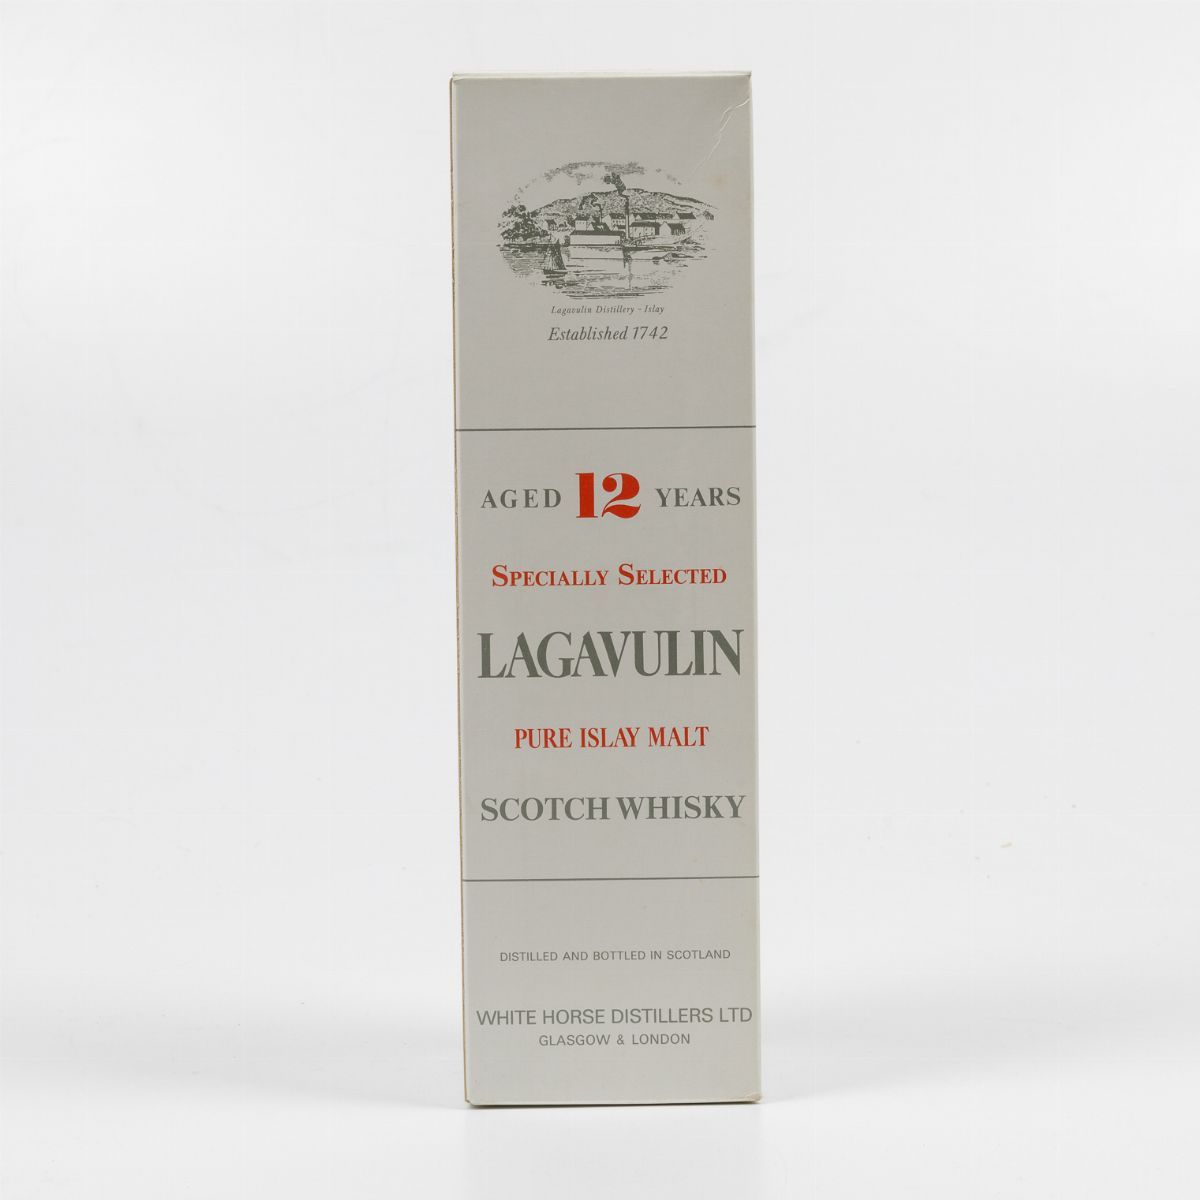 Lagavulin Distillery - Islay
Established 1742
AGED 12 YEARS
SPECIALLY SELECTED
LAGAVULIN
PURE ISLAY MALT
SCOTCH WHISKY
DISTILLED AND BOTTLED IN SCOTLAND
WHITE HORSE DISTILLERS LTD
GLASGOW & LONDON